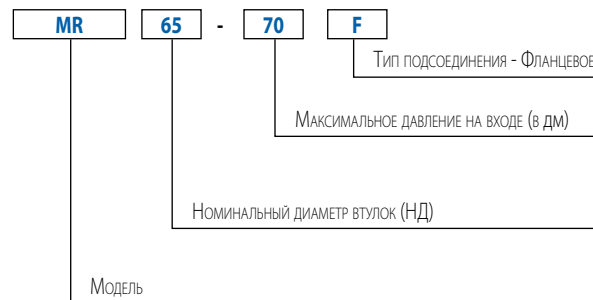 MR 65 - 70 F
Тип подсоединения - Фланцевое
Максимальное давление на входе (в дм)
Номинальный диаметр втулок (НД)
Модель